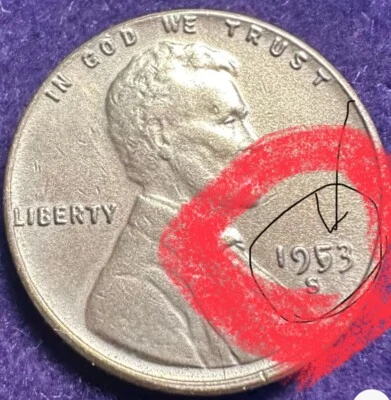 IN GOD WE TRUST
LIBERTY
1953
S